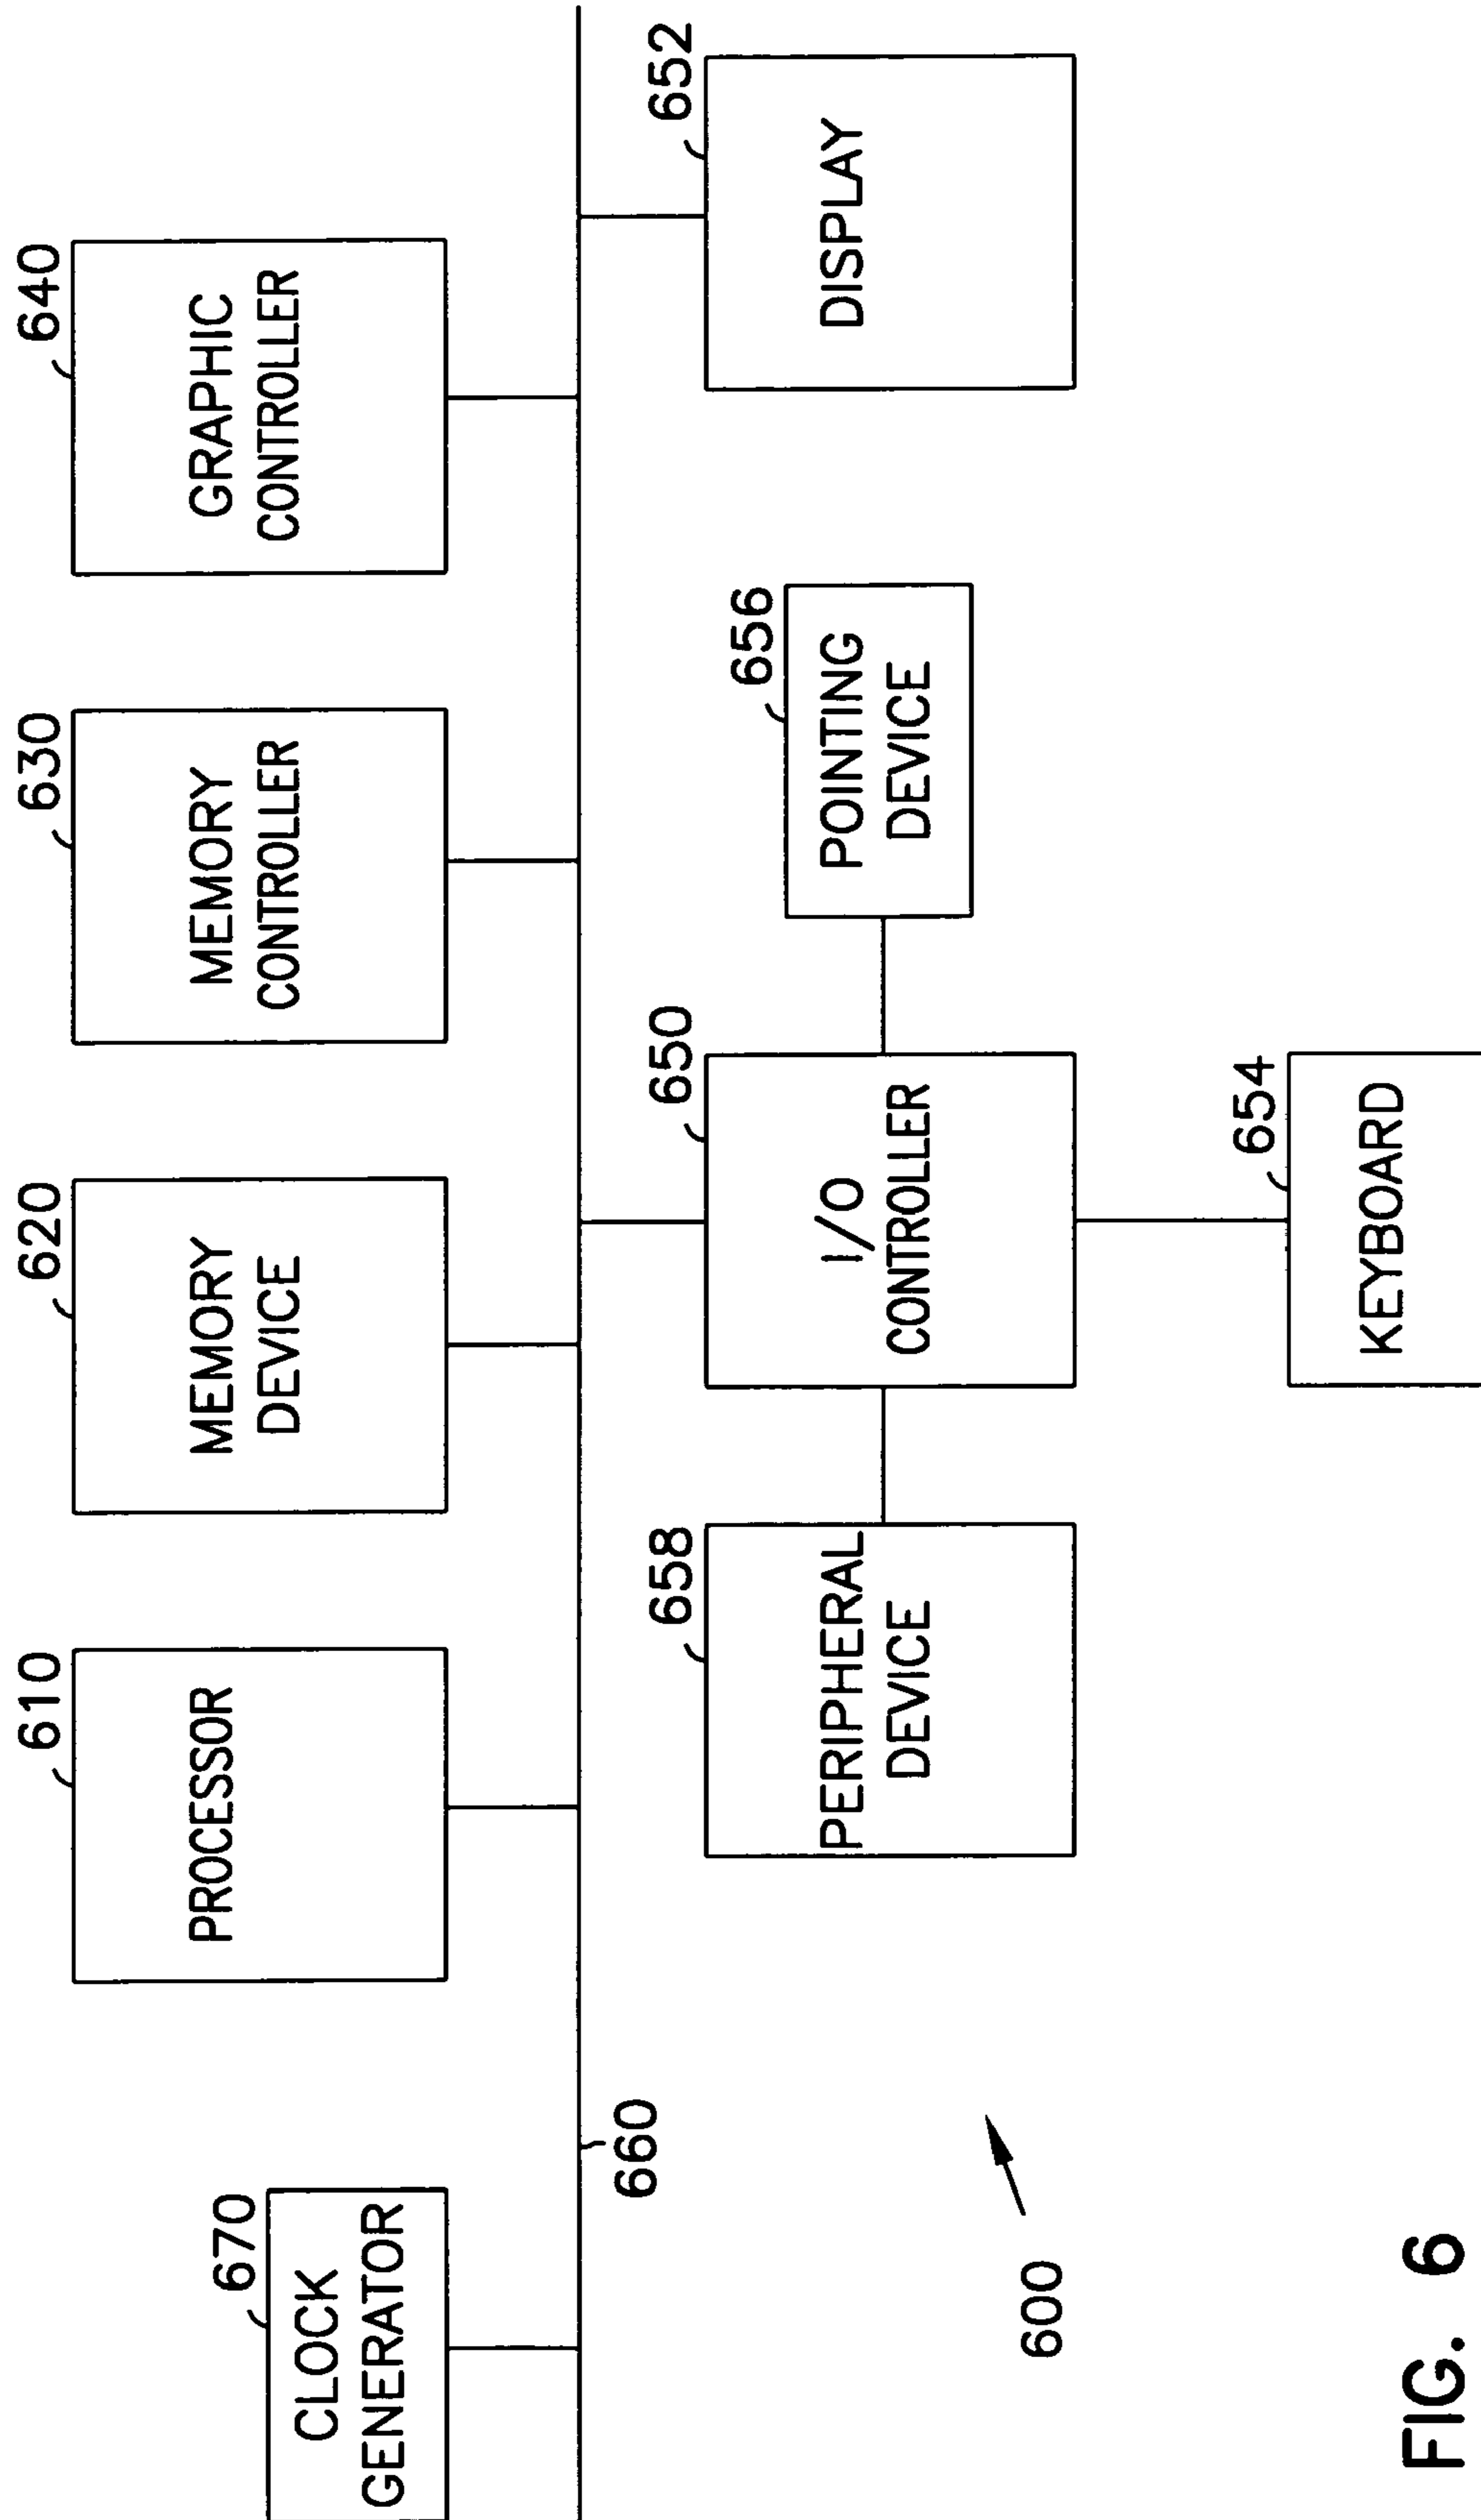 670
CLOCK
GENERATOR
610
PROCESSOR
620
MEMORY
DEVICE
630
MEMORY
CONTROLLER
640
GRAPHIC
CONTROLLER
660
658
PERIPHERAL
DEVICE
650
I/O
CONTROLLER
656
POINTING
DEVICE
652
DISPLAY
600
654
KEYBOARD
FIG. 6